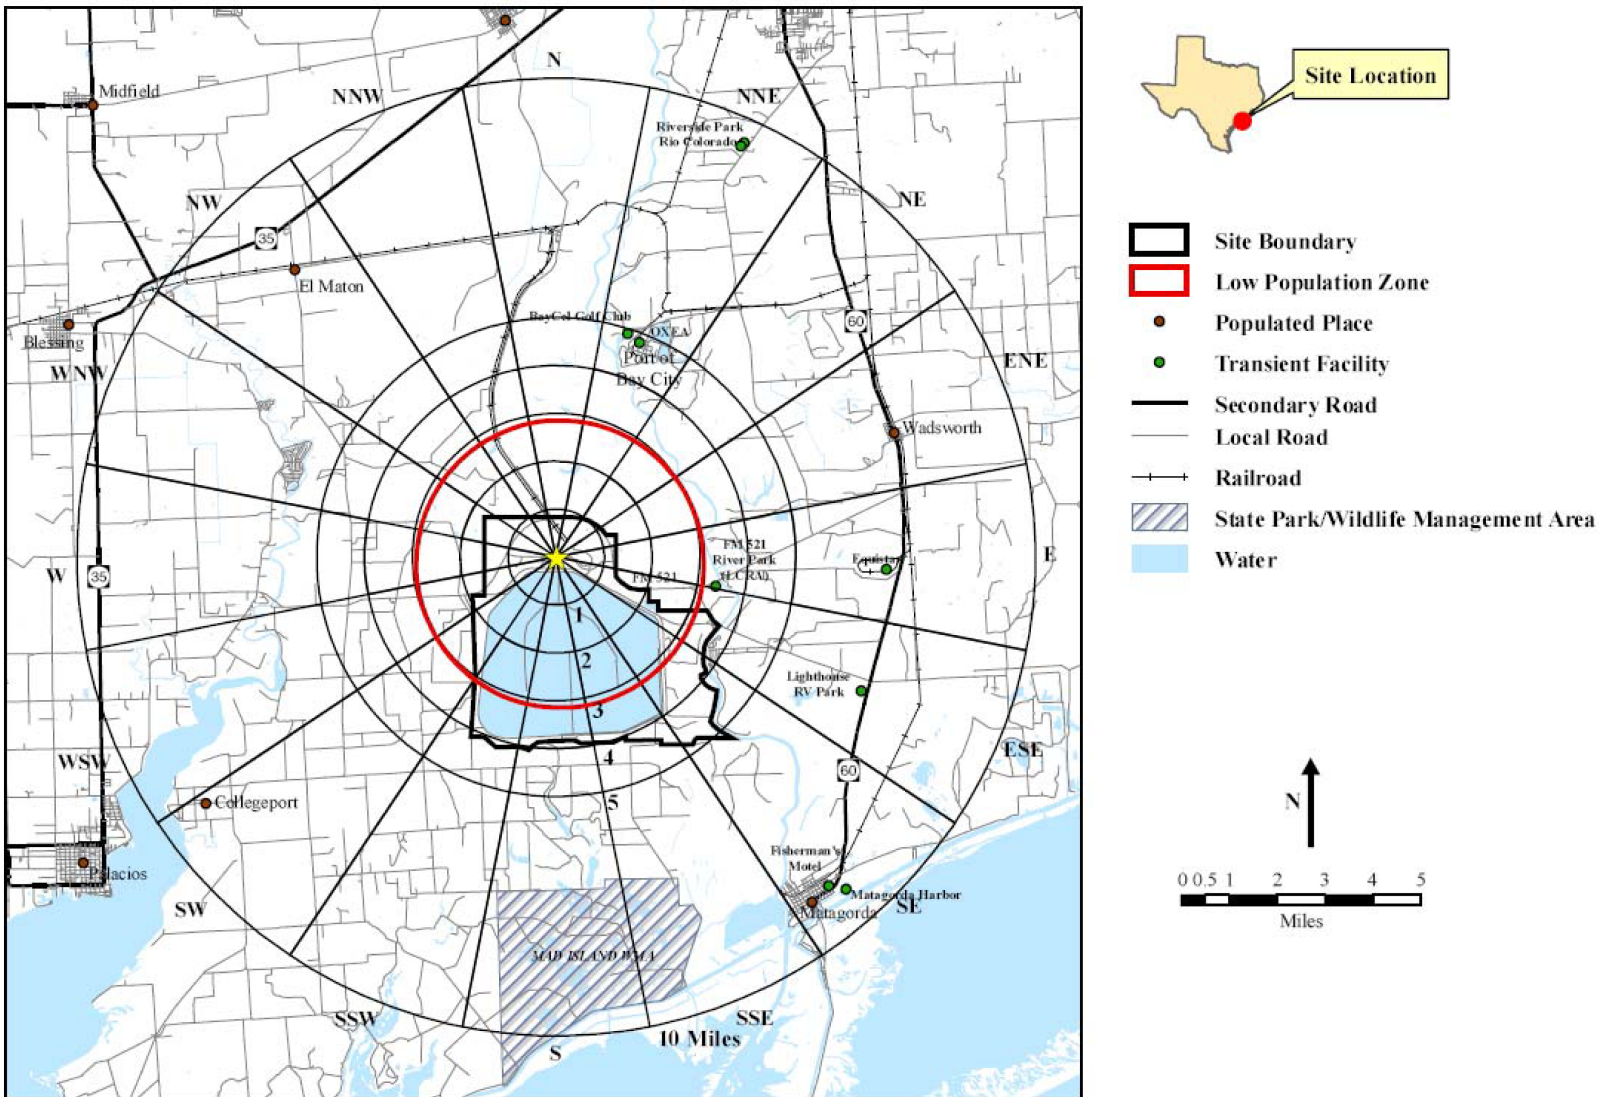 N
Midfield
NNW
NNE
Riverside Park
Rio Colorado
NW
NE
35
El Maton
BayCel Golf Club
OXEA
60
Blessing
Port of
Bay City
WNW
ENE
Wadsworth
FM 521
River Park
(LCRA)
E
Equistar
W
35
FM 521
1
2
Lighthouse
RV Park
3
WSW
4
60
ESE
5
Collegeport
Fisherman's
Motel
Palacios
Matagorda Harbor
SW
Matagorda
SE
MAD ISLAND WMA
SSW
SSE
10 Miles
S
Site Location
Site Boundary
Low Population Zone
Populated Place
Transient Facility
Secondary Road
Local Road
Railroad
State Park/Wildlife Management Area
Water
N
0 0.5 1 2 3 4 5
Miles